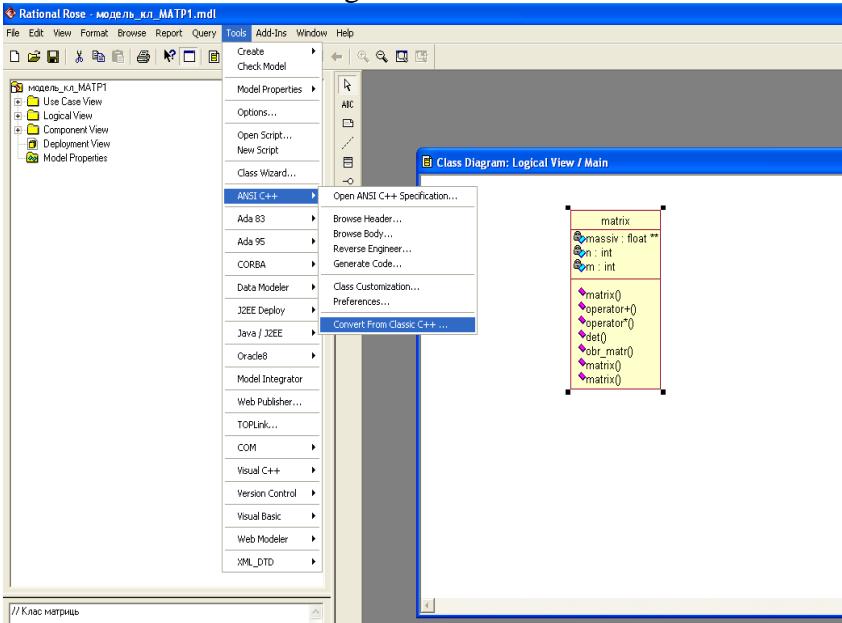 Rational Rose - модель_кл_МАТР1.mdl
File Edit View Format Browse Report Query Tools Add-Ins Window Help
модель_кл_МАТР1
Use Case View
Logical View
Component View
Deployment View
Model Properties
Create
Check Model
Model Properties
Options...
Open Script...
New Script
Class Wizard...
ANSI C++
Ada 83
Ada 95
CORBA
Data Modeler
J2EE Deploy
Java / J2EE
Oracle8
Model Integrator
Web Publisher...
TOPLink...
COM
Visual C++
Version Control
Visual Basic
Web Modeler
XML_DTD
Open ANSI C++ Specification...
Browse Header...
Browse Body...
Reverse Engineer...
Generate Code...
Class Customization...
Preferences...
Convert From Classic C++ ...
ABC
Class Diagram: Logical View / Main
matrix
massiv : float **
n : int
m : int
matrix()
operator+()
operator*()
det()
obr_matr()
matrix()
matrix()
// Клас матриць